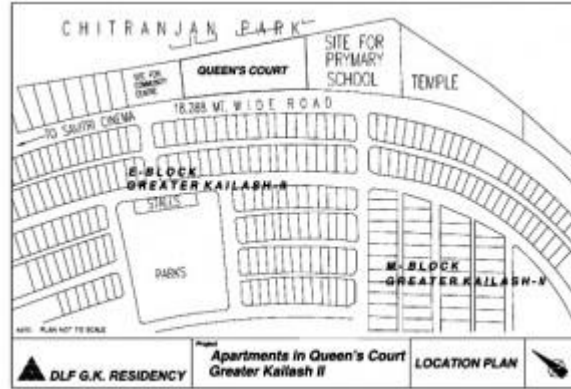 CHITRANJAN PARK
SITE FOR
COMMUNITY
CENTRE
QUEEN'S COURT
SITE FOR
PRYMARY
SCHOOL
TEMPLE
18.288 MT. WIDE ROAD
TO SAVITRI CINEMA
E-BLOCK
GREATER KAILASH-II
STALLS
PARKS
M-BLOCK
GREATER KAILASH-II
NOTE: PLAN NOT TO SCALE
DLF G.K. RESIDENCY
Project
Apartments in Queen's Court
Greater Kailash II
LOCATION PLAN